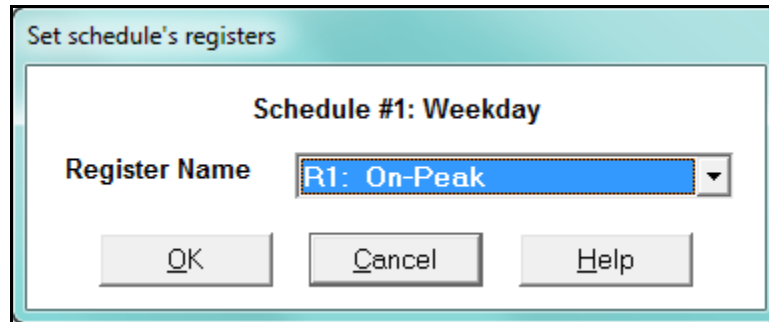 Set schedule's registers
Schedule #1: Weekday
Register Name R1: On-Peak
OK Cancel Help